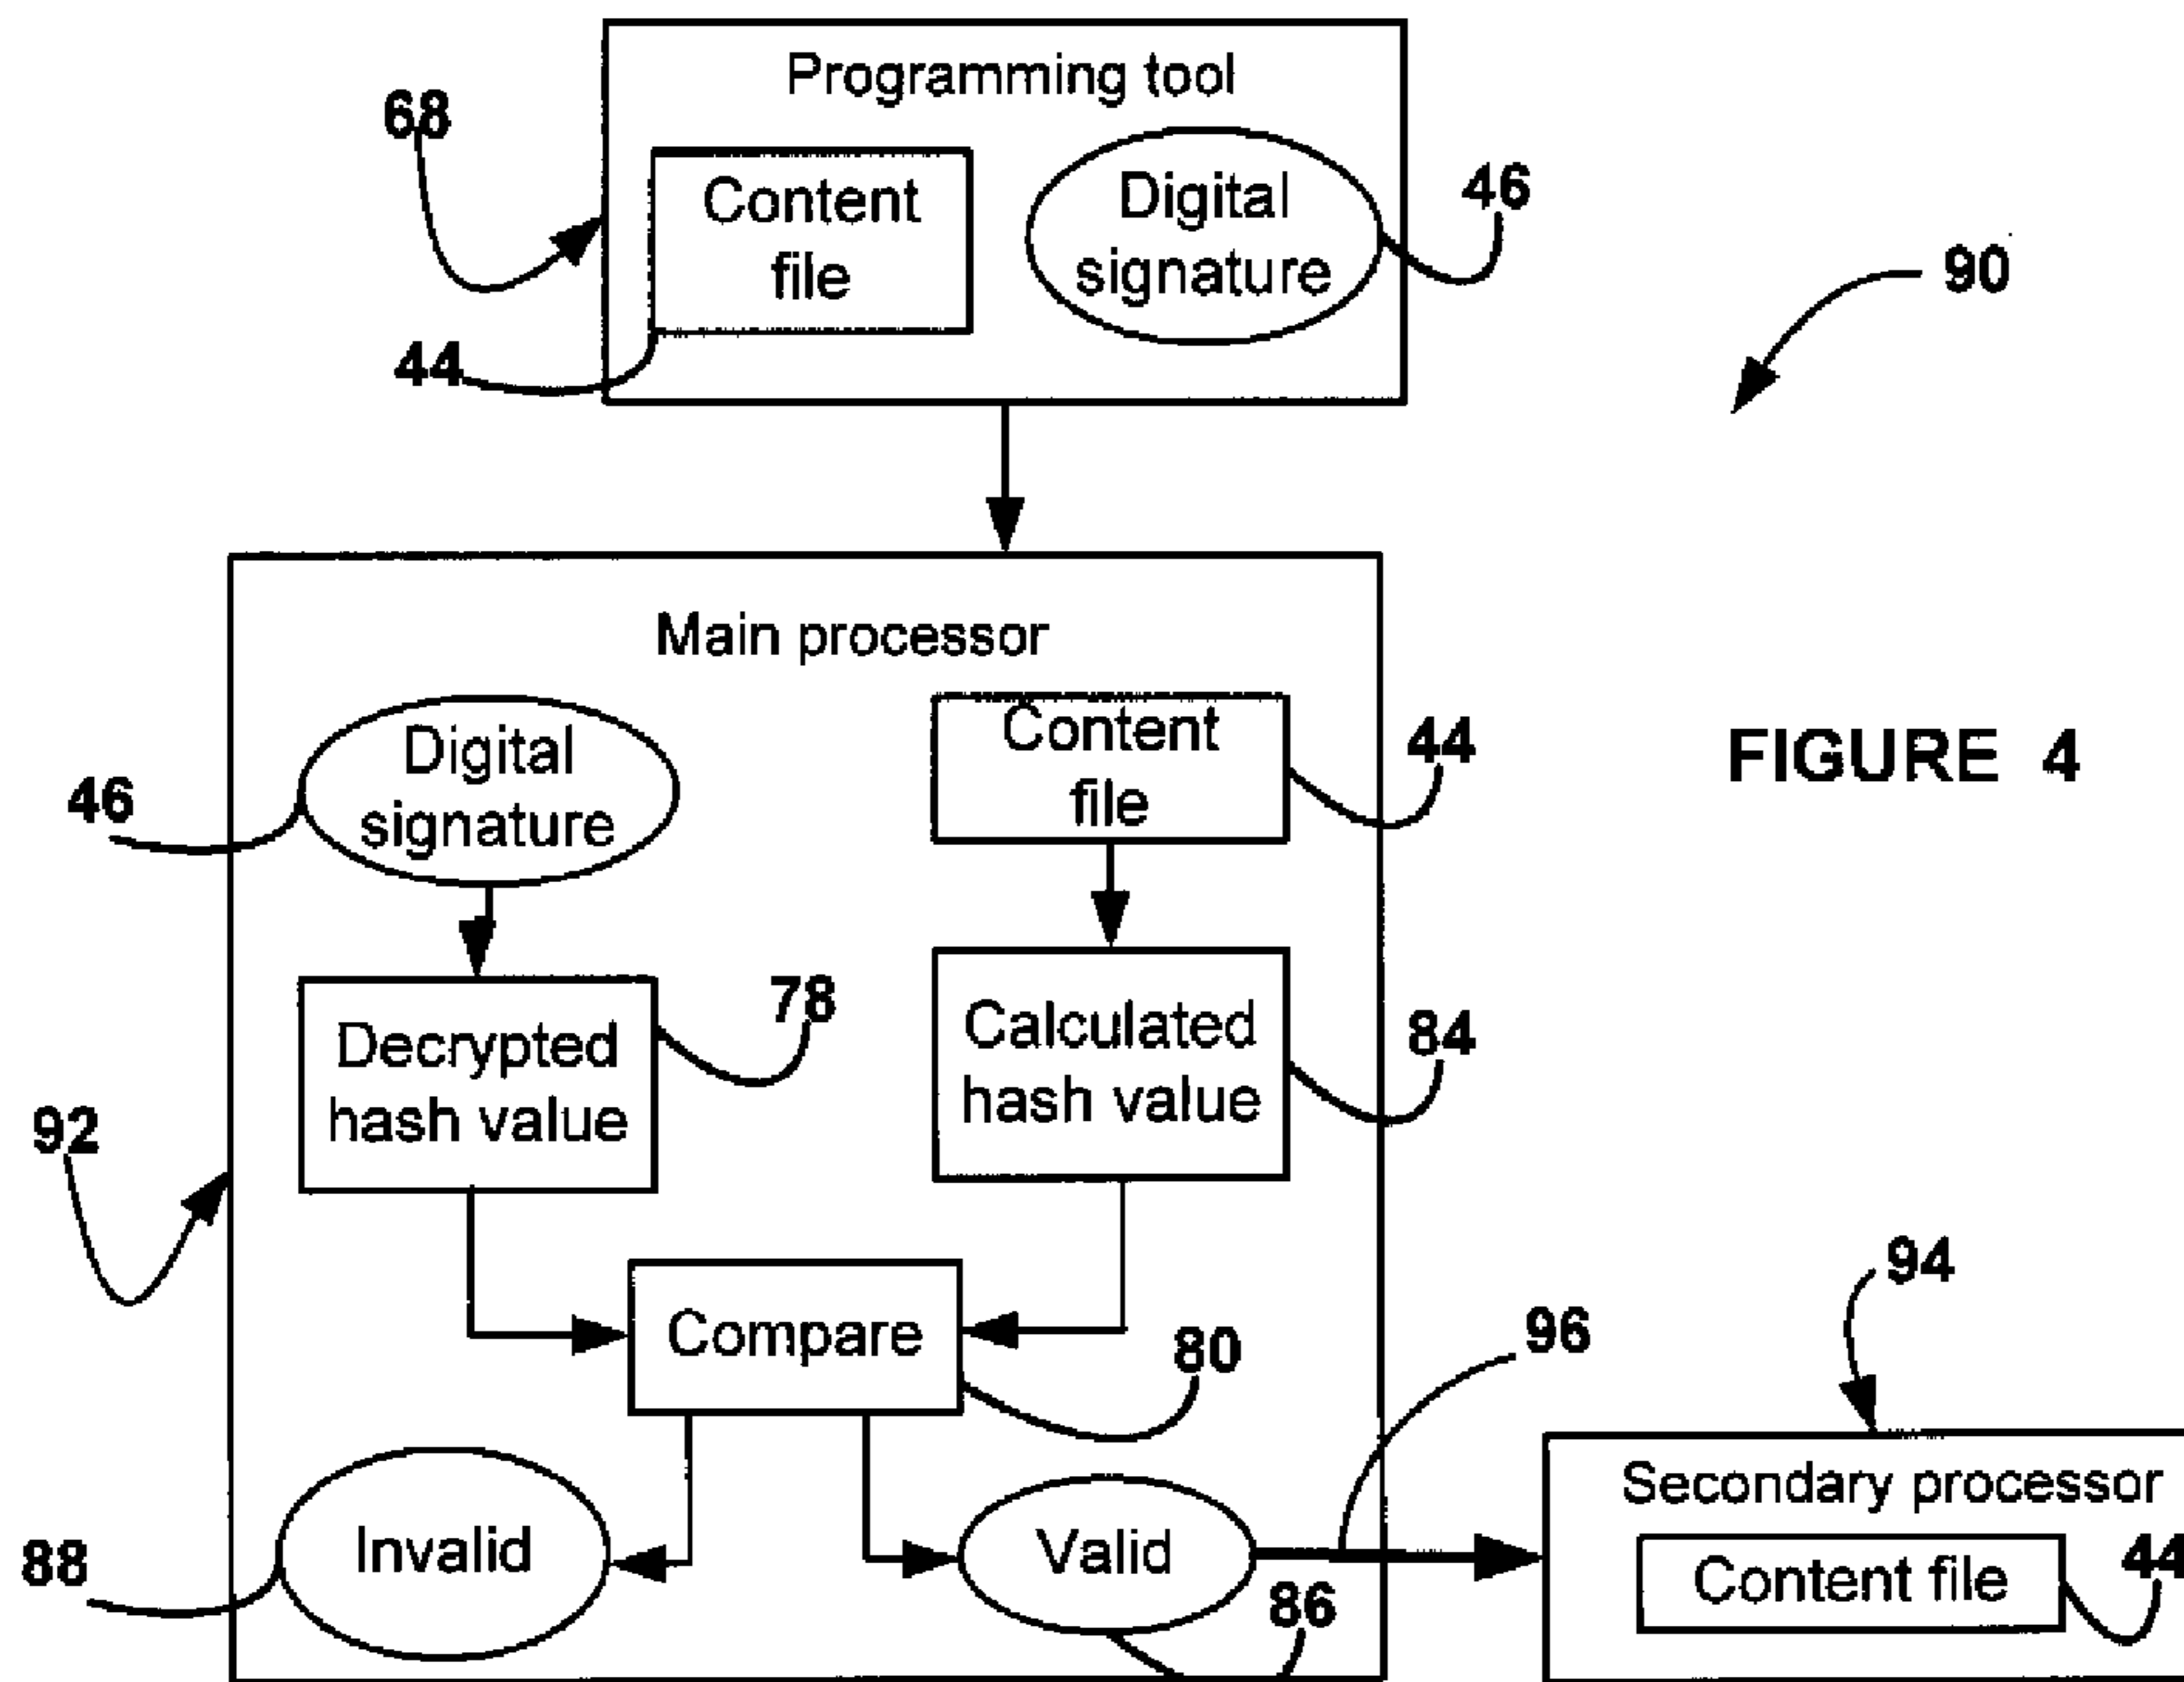 Programming tool
68
Content
file
Digital
signature
46
44
90
Main processor
Digital
signature
46
Content
file
44
FIGURE 4
Decrypted
hash value
78
Calculated
hash value
84
92
Compare
80
96
94
Invalid
88
Valid
86
Secondary processor
Content file
44